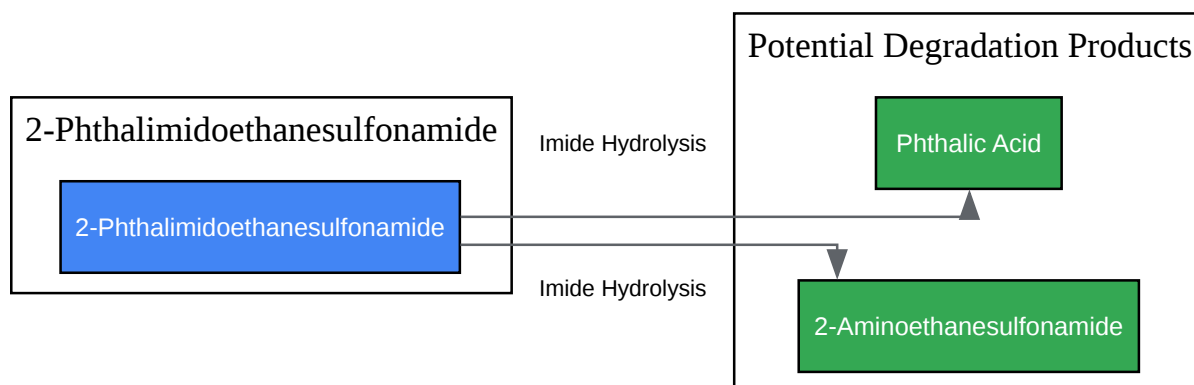 Potential Degradation Products
2-Phthalimidoethanesulfonamide
Imide Hydrolysis
Phthalic Acid
2-Phthalimidoethanesulfonamide
Imide Hydrolysis
2-Aminoethanesulfonamide